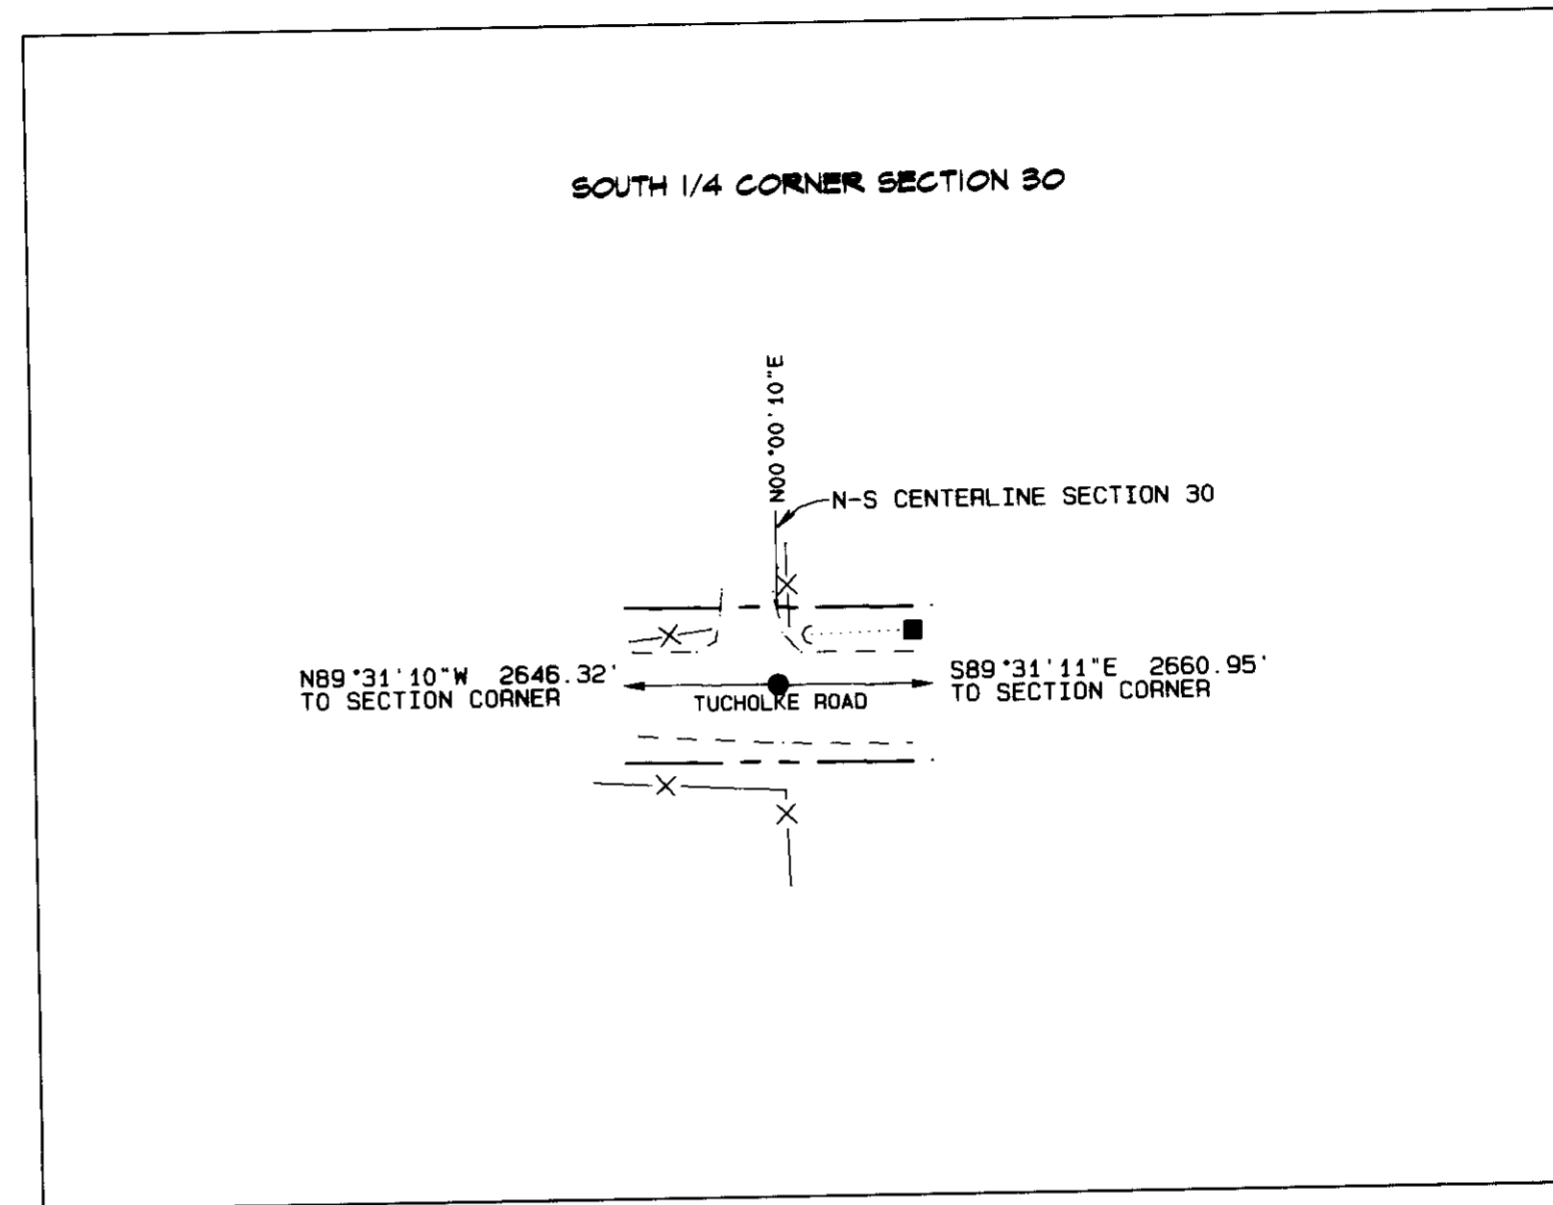 SOUTH 1/4 CORNER SECTION 30
N00°00'10"E
N-S CENTERLINE SECTION 30
N89°31'10"W 2646.32'
TO SECTION CORNER
S89°31'11"E 2660.95'
TO SECTION CORNER
TUCHOLKE ROAD